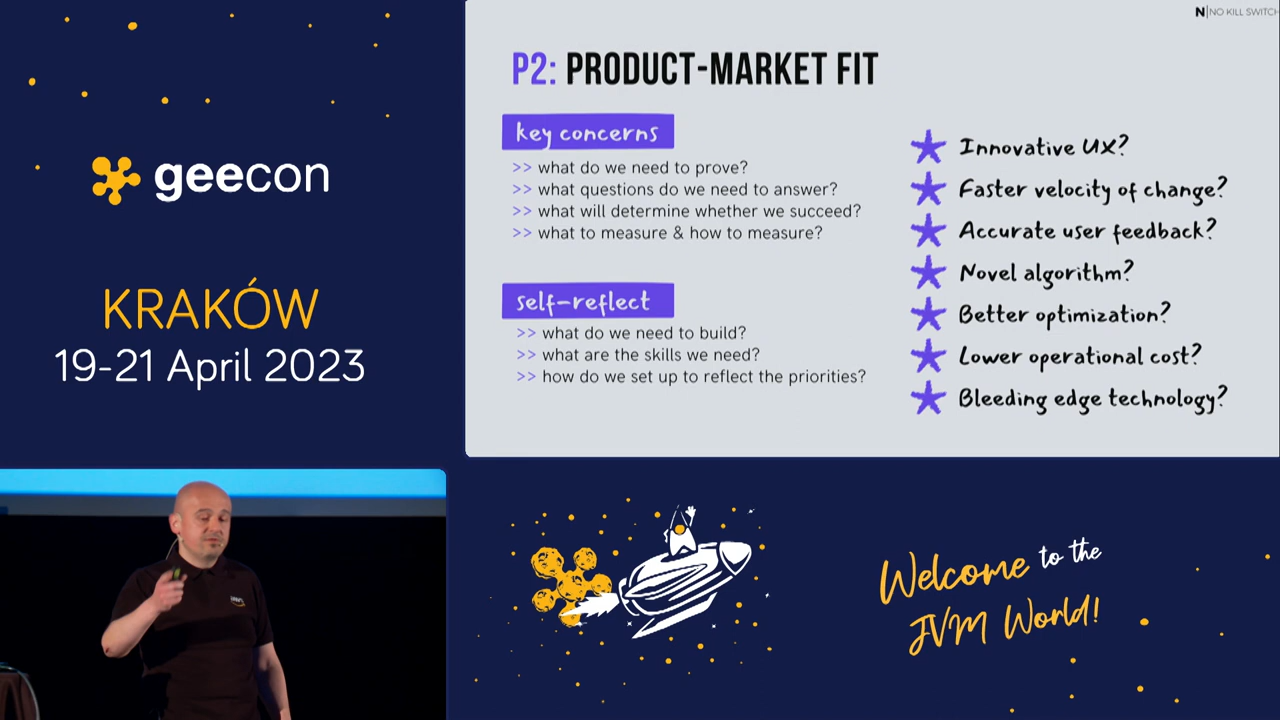 geecon
KRAKÓW
19-21 April 2023
N|NO KILL SWITCH
P2: PRODUCT-MARKET FIT
key concerns
>> what do we need to prove?
>> what questions do we need to answer?
>> what will determine whether we succeed?
>> what to measure & how to measure?
self-reflect
>> what do we need to build?
>> what are the skills we need?
>> how do we set up to reflect the priorities?
Innovative UX?
Faster velocity of change?
Accurate user feedback?
Novel algorithm?
Better optimization?
Lower operational cost?
Bleeding edge technology?
aws
Welcome to the
JVM World!